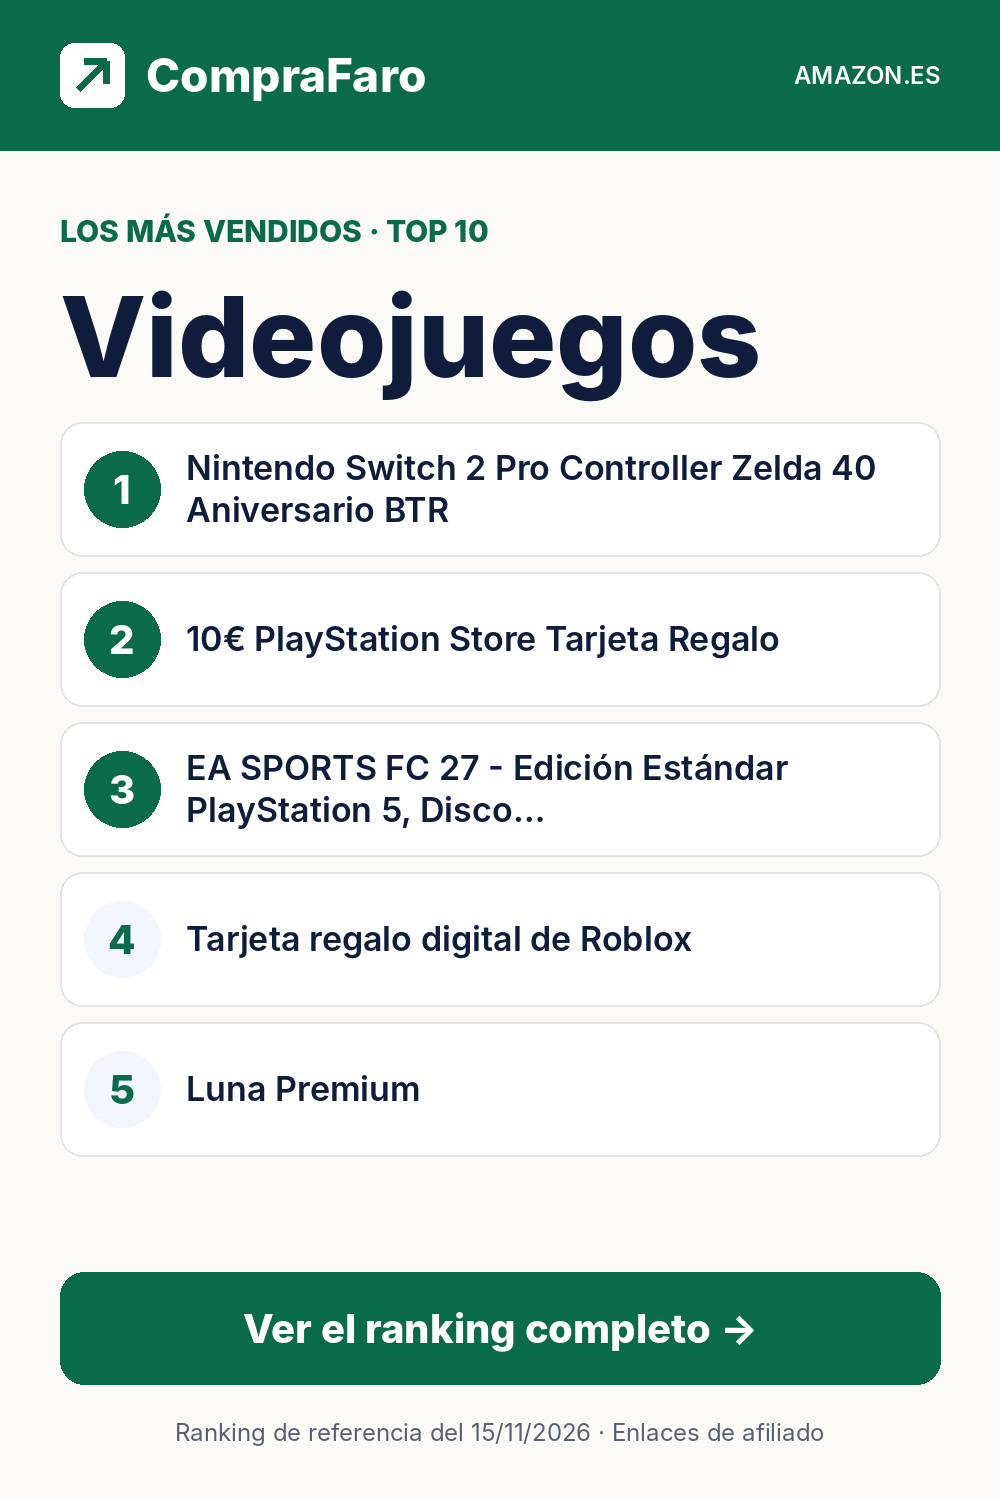 CompraFaro
AMAZON.ES
LOS MÁS VENDIDOS · TOP 10
Videojuegos
1
Nintendo Switch 2 Pro Controller Zelda 40
Aniversario BTR
2
10€ PlayStation Store Tarjeta Regalo
3
EA SPORTS FC 27 - Edición Estándar
PlayStation 5, Disco...
4
Tarjeta regalo digital de Roblox
5
Luna Premium
Ver el ranking completo →
Ranking de referencia del 15/11/2026 · Enlaces de afiliado